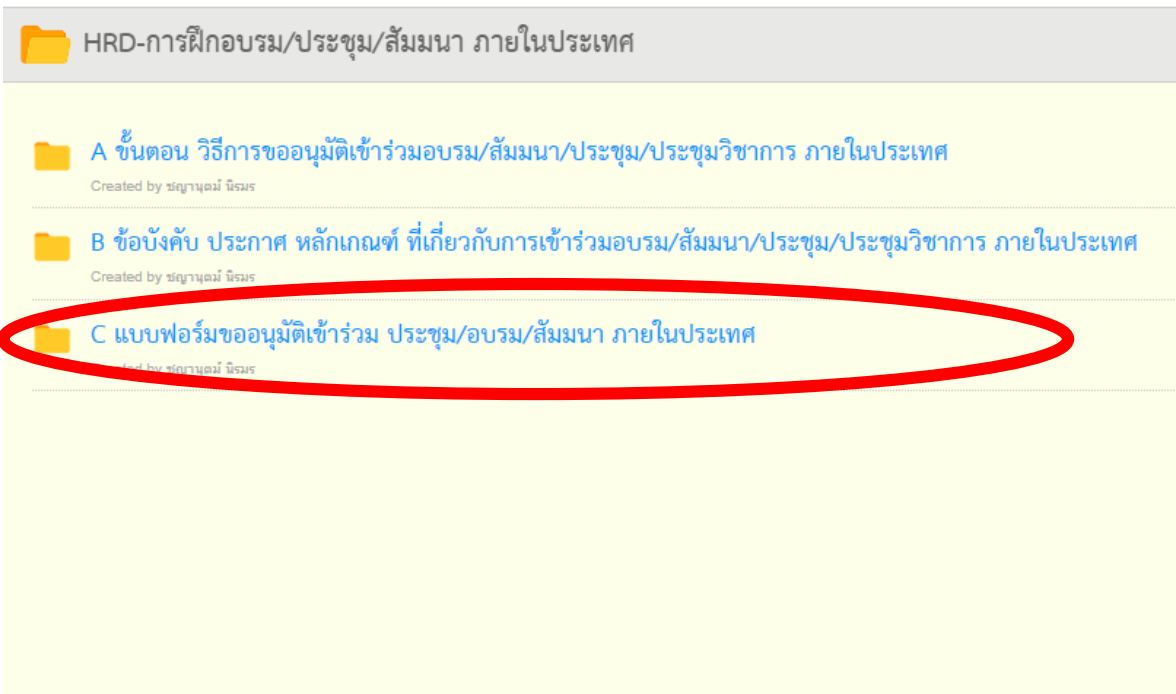 HRD-การฝึกอบรม/ประชุม/สัมมนา ภายในประเทศ
A ขั้นตอน วิธีการขออนุมัติเข้าร่วมอบรม/สัมมนา/ประชุม/ประชุมวิชาการ ภายในประเทศ
Created by ชญานุตม์ นิรมร
B ข้อบังคับ ประกาศ หลักเกณฑ์ ที่เกี่ยวกับการเข้าร่วมอบรม/สัมมนา/ประชุม/ประชุมวิชาการ ภายในประเทศ
Created by ชญานุตม์ นิรมร
C แบบฟอร์มขออนุมัติเข้าร่วม ประชุม/อบรม/สัมมนา ภายในประเทศ
Created by ชญานุตม์ นิรมร